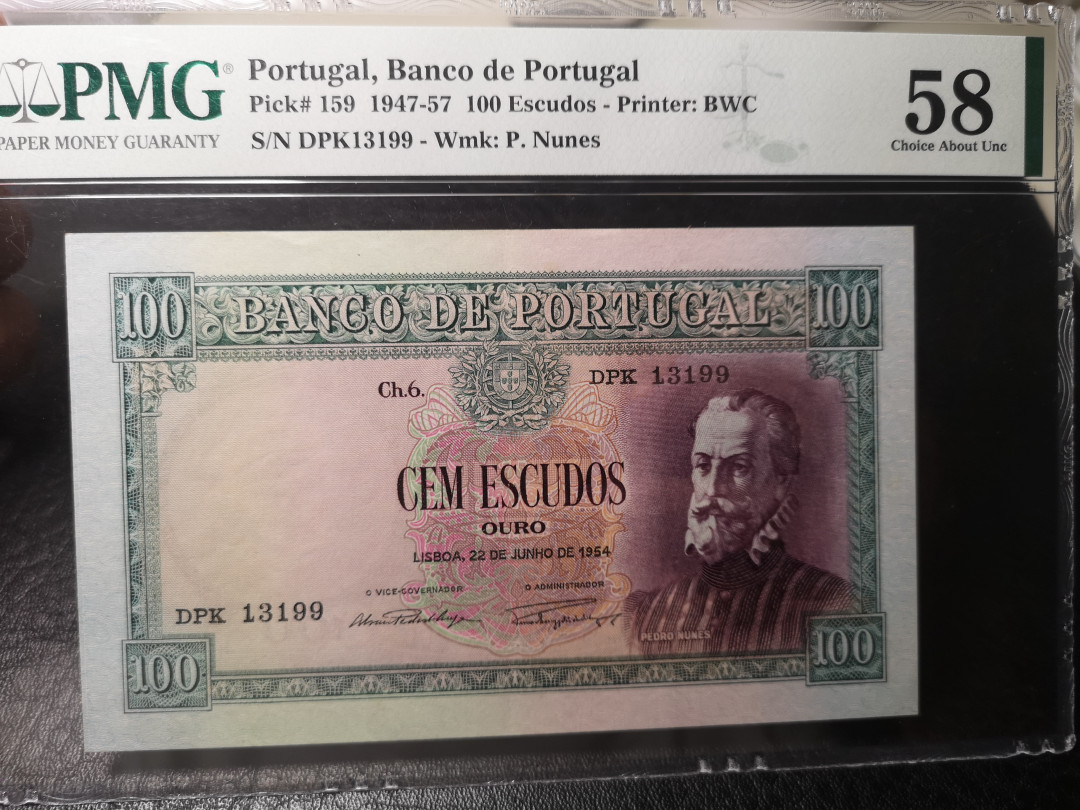 PMG®
PAPER MONEY GUARANTY
Portugal, Banco de Portugal
Pick# 159 1947-57 100 Escudos - Printer: BWC
S/N DPK13199 - Wmk: P. Nunes
58
Choice About Unc
100 BANCO DE PORTUGAL 100
Ch.6. DPK 13199
CEM ESCUDOS
OURO
LISBOA, 22 DE JUNHO DE 1954
O VICE-GOVERNADOR O ADMINISTRADOR
DPK 13199
PEDRO NUNES
100 100